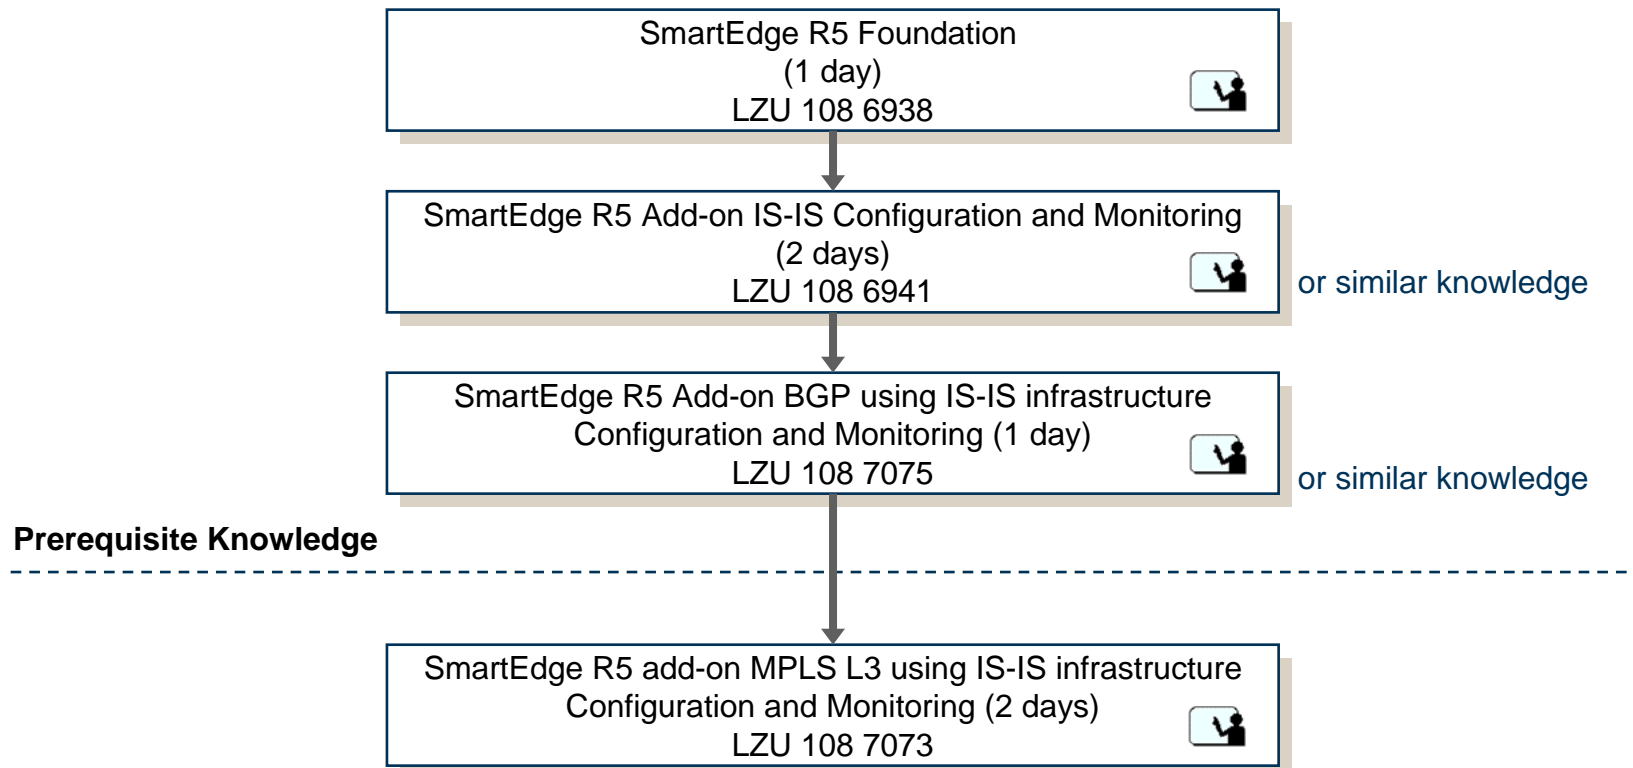 SmartEdge R5 Foundation
(1 day)
LZU 108 6938
SmartEdge R5 Add-on IS-IS Configuration and Monitoring
(2 days)
LZU 108 6941
or similar knowledge
SmartEdge R5 Add-on BGP using IS-IS infrastructure
Configuration and Monitoring (1 day)
LZU 108 7075
or similar knowledge
Prerequisite Knowledge
SmartEdge R5 add-on MPLS L3 using IS-IS infrastructure
Configuration and Monitoring (2 days)
LZU 108 7073